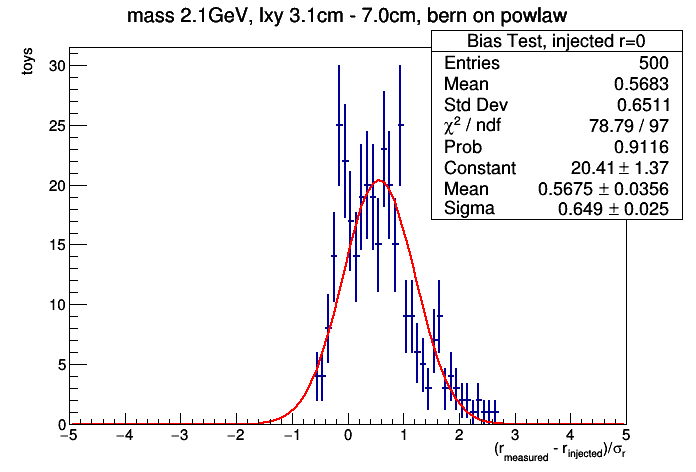 mass 2.1GeV, lxy 3.1cm - 7.0cm, bern on powlaw
toys
Bias Test, injected r=0
Entries 500
Mean 0.5683
Std Dev 0.6511
χ² / ndf 78.79 / 97
Prob 0.9116
Constant 20.41 ± 1.37
Mean 0.5675 ± 0.0356
Sigma 0.649 ± 0.025
30
25
20
15
10
5
0
−5 −4 −3 −2 −1 0 1 2 3 4 5
(r_measured - r_injected)/σ_r